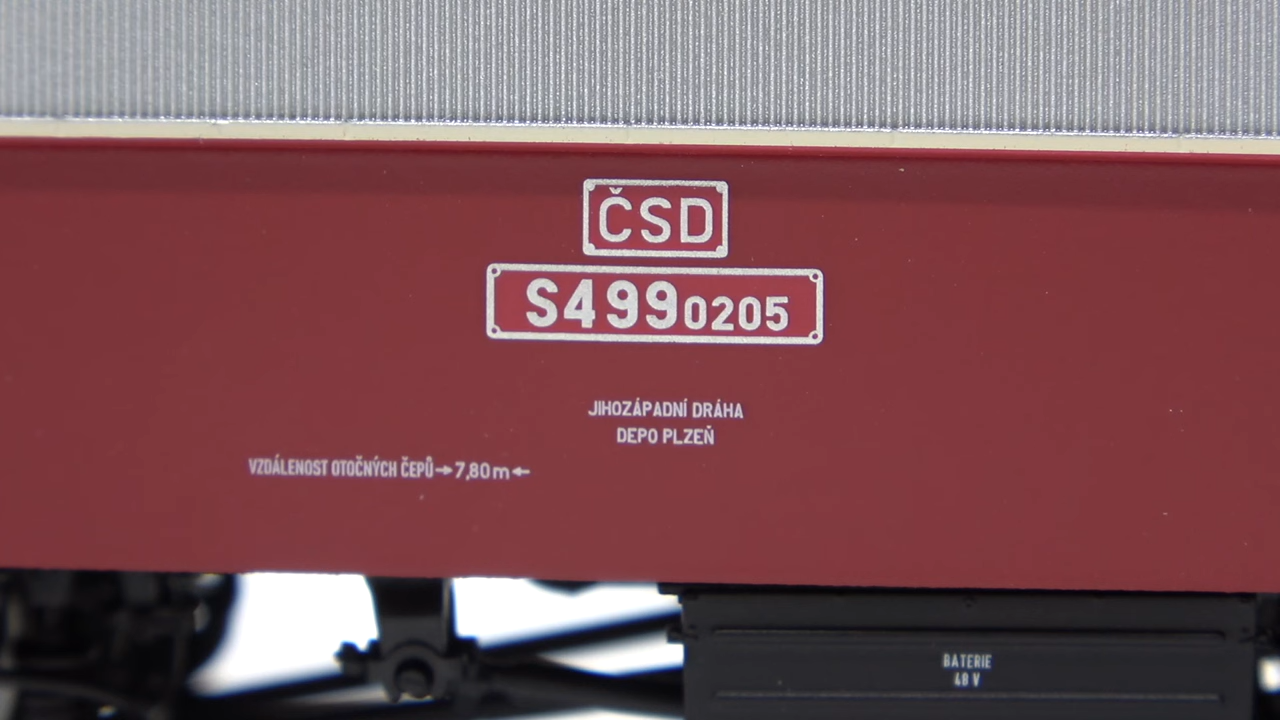 ČSD
S4990205
JIHOZÁPADNÍ DRÁHA
DEPO PLZEŇ
VZDÁLENOST OTOČNÝCH ČEPŮ→7,80m←
BATERIE
48 V